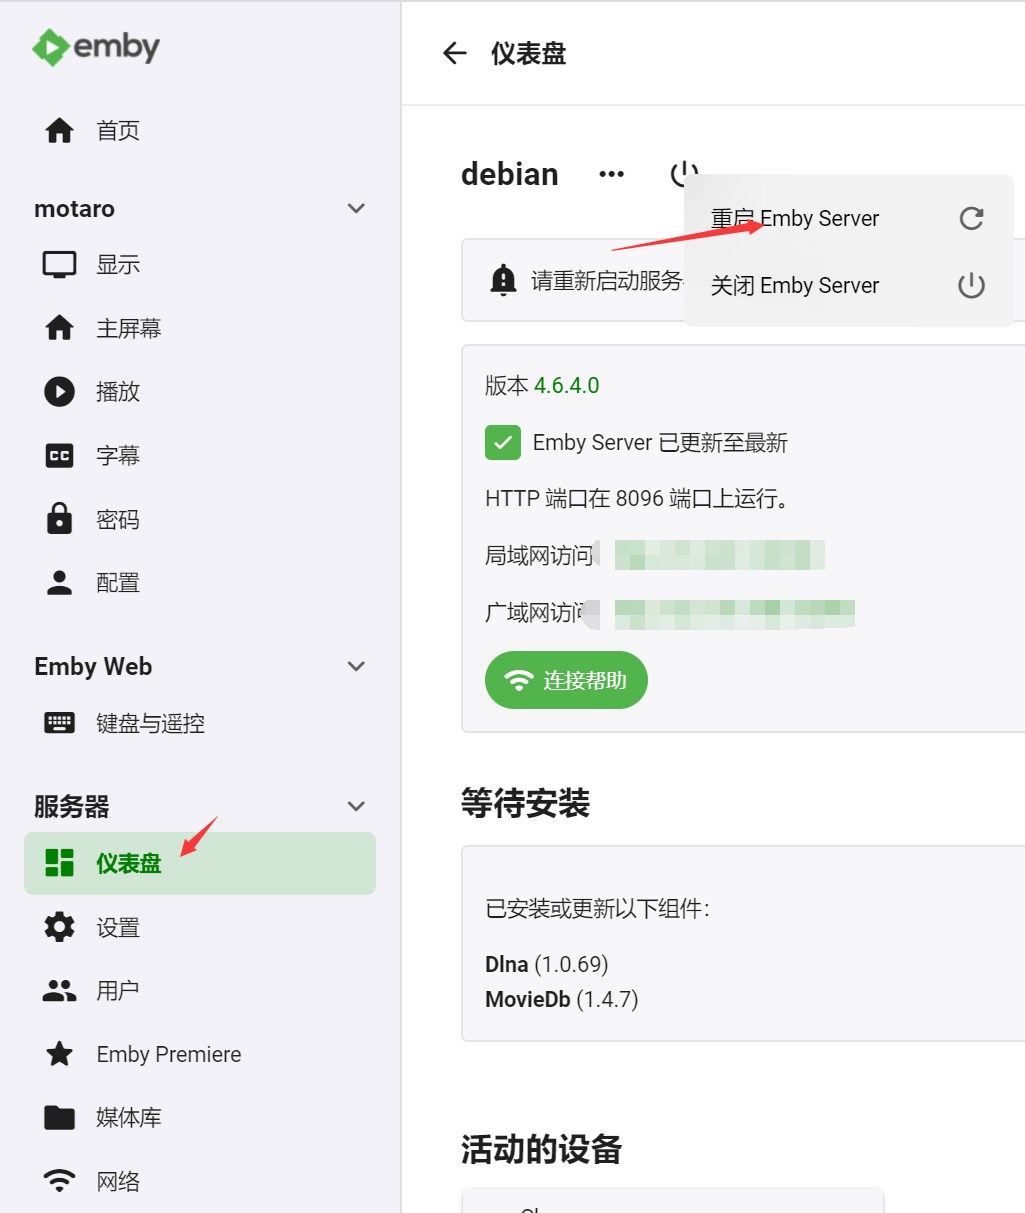 emby
首页
motaro
显示
主屏幕
播放
字幕
密码
配置
Emby Web
键盘与遥控
服务器
仪表盘
设置
用户
Emby Premiere
媒体库
网络
仪表盘
debian
重启 Emby Server
请重新启动服务
关闭 Emby Server
版本 4.6.4.0
Emby Server 已更新至最新
HTTP 端口在 8096 端口上运行。
局域网访问
广域网访问
连接帮助
等待安装
已安装或更新以下组件：
Dlna (1.0.69)
MovieDb (1.4.7)
活动的设备